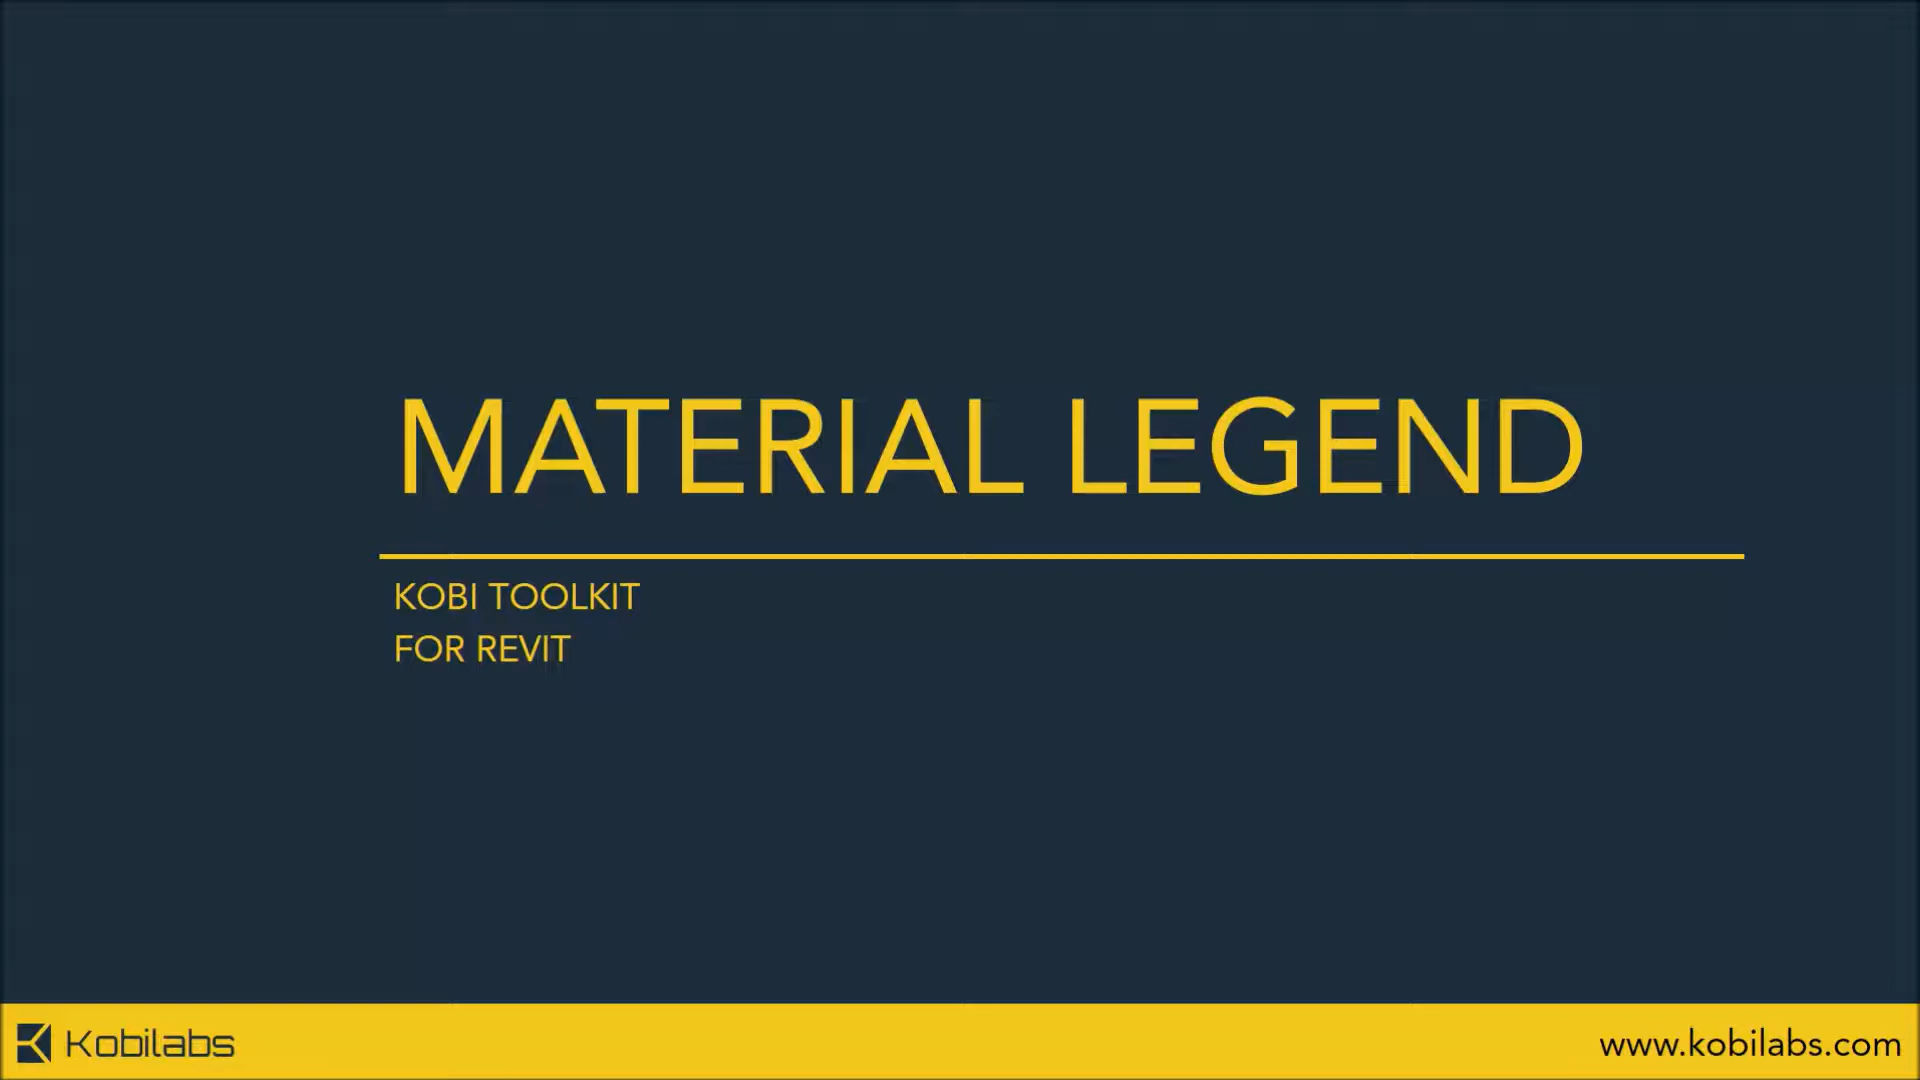 MATERIAL LEGEND
KOBI TOOLKIT
FOR REVIT
Kobilabs
www.kobilabs.com